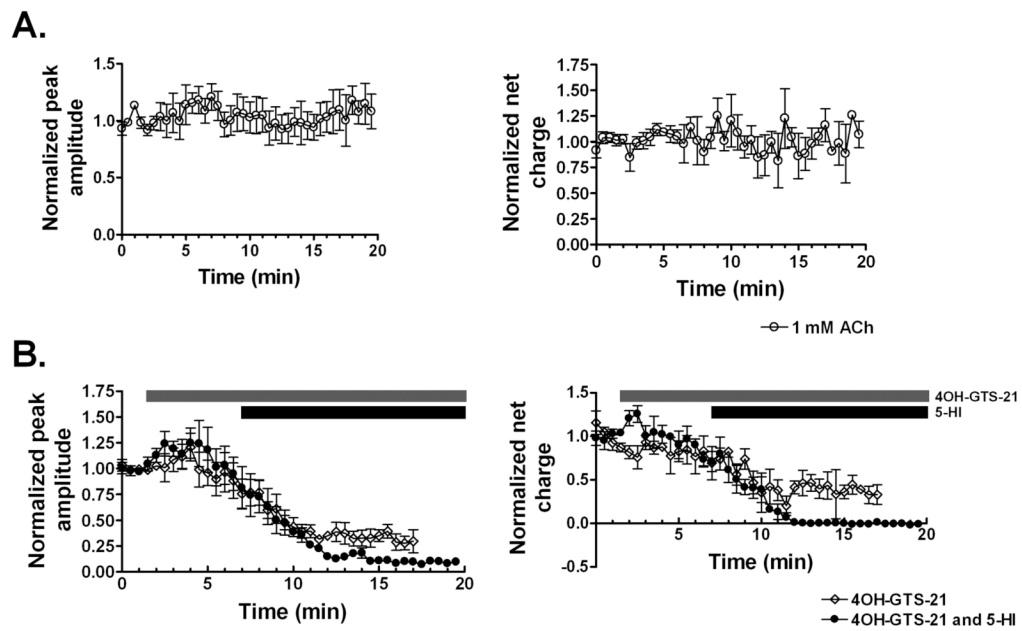 A.
Normalized peak
amplitude
1.5
1.0
0.5
0.0
0 5 10 15 20
Time (min)
Normalized net
charge
1.75
1.50
1.25
1.00
0.75
0.50
0.25
0.00
0 5 10 15 20
Time (min)
1 mM ACh
B.
Normalized peak
amplitude
1.75
1.50
1.25
1.00
0.75
0.50
0.25
0.00
0 5 10 15 20
Time (min)
Normalized net
charge
1.5
1.0
0.5
0.0
-0.5
5 10 15 20
Time (min)
4OH-GTS-21
5-HI
4OH-GTS-21
4OH-GTS-21 and 5-HI